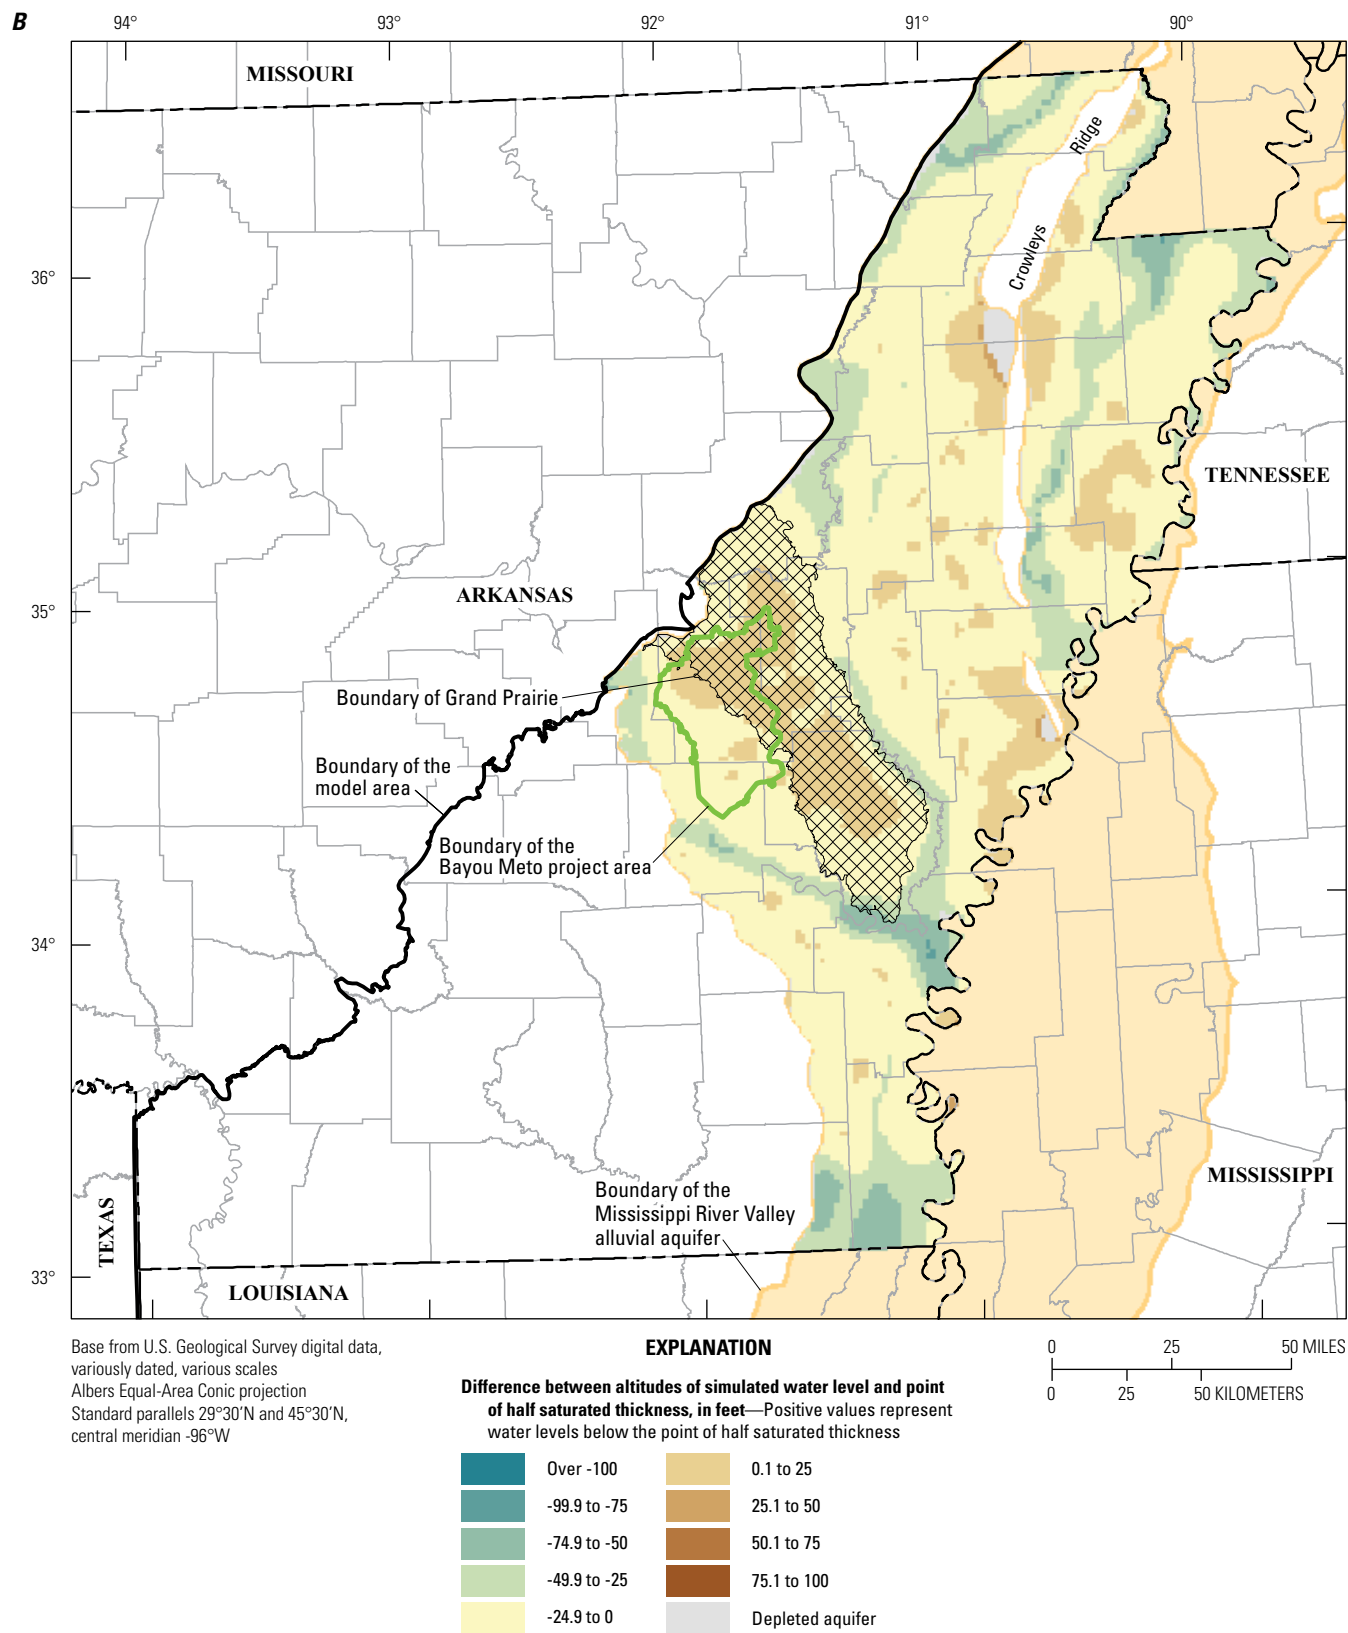 B
94°
93°
92°
91°
90°
MISSOURI
Ridge
Crowleys
36°
TENNESSEE
ARKANSAS
35°
Boundary of Grand Prairie
Boundary of the
model area
Boundary of the
Bayou Meto project area
34°
MISSISSIPPI
Boundary of the
Mississippi River Valley
alluvial aquifer
TEXAS
33°
LOUISIANA
Base from U.S. Geological Survey digital data,
variously dated, various scales
Albers Equal-Area Conic projection
Standard parallels 29°30'N and 45°30'N,
central meridian -96°W
EXPLANATION
Difference between altitudes of simulated water level and point
of half saturated thickness, in feet—Positive values represent
water levels below the point of half saturated thickness
Over -100
-99.9 to -75
-74.9 to -50
-49.9 to -25
-24.9 to 0
0.1 to 25
25.1 to 50
50.1 to 75
75.1 to 100
Depleted aquifer
0 25 50 MILES
0 25 50 KILOMETERS